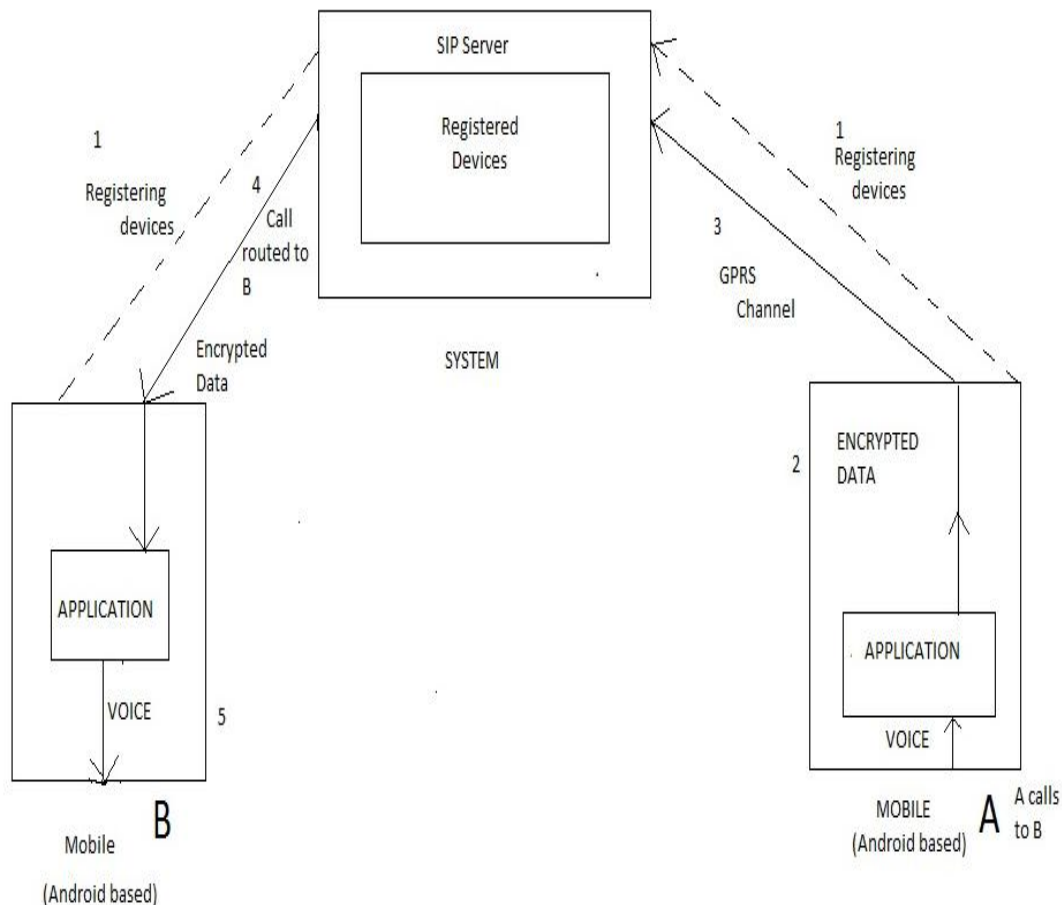 SIP Server
Registered
Devices
1
Registering
devices
4
Call
routed to
B
Encrypted
Data
SYSTEM
1
Registering
devices
3
GPRS
Channel
APPLICATION
VOICE
5
B
Mobile
(Android based)
2
ENCRYPTED
DATA
APPLICATION
VOICE
MOBILE
(Android based)
A
A calls
to B